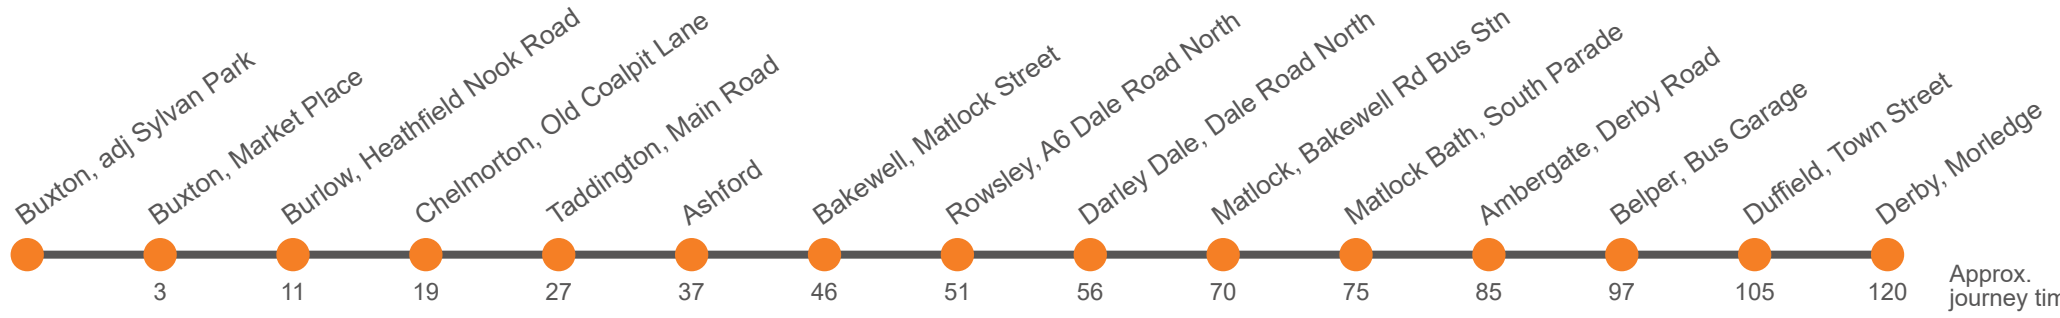 Buxton, adj Sylvan Park
Buxton, Market Place
Burlow, Heathfield Nook Road
Chelmorton, Old Coalpit Lane
Taddington, Main Road
Ashford
Bakewell, Matlock Street
Rowsley, A6 Dale Road North
Darley Dale, Dale Road North
Matlock, Bakewell Rd Bus Stn
Matlock Bath, South Parade
Ambergate, Derby Road
Belper, Bus Garage
Duffield, Town Street
Derby, Morledge
3 11 19 27 37 46 51 56 70 75 85 97 105 120
Approx.
journey tim